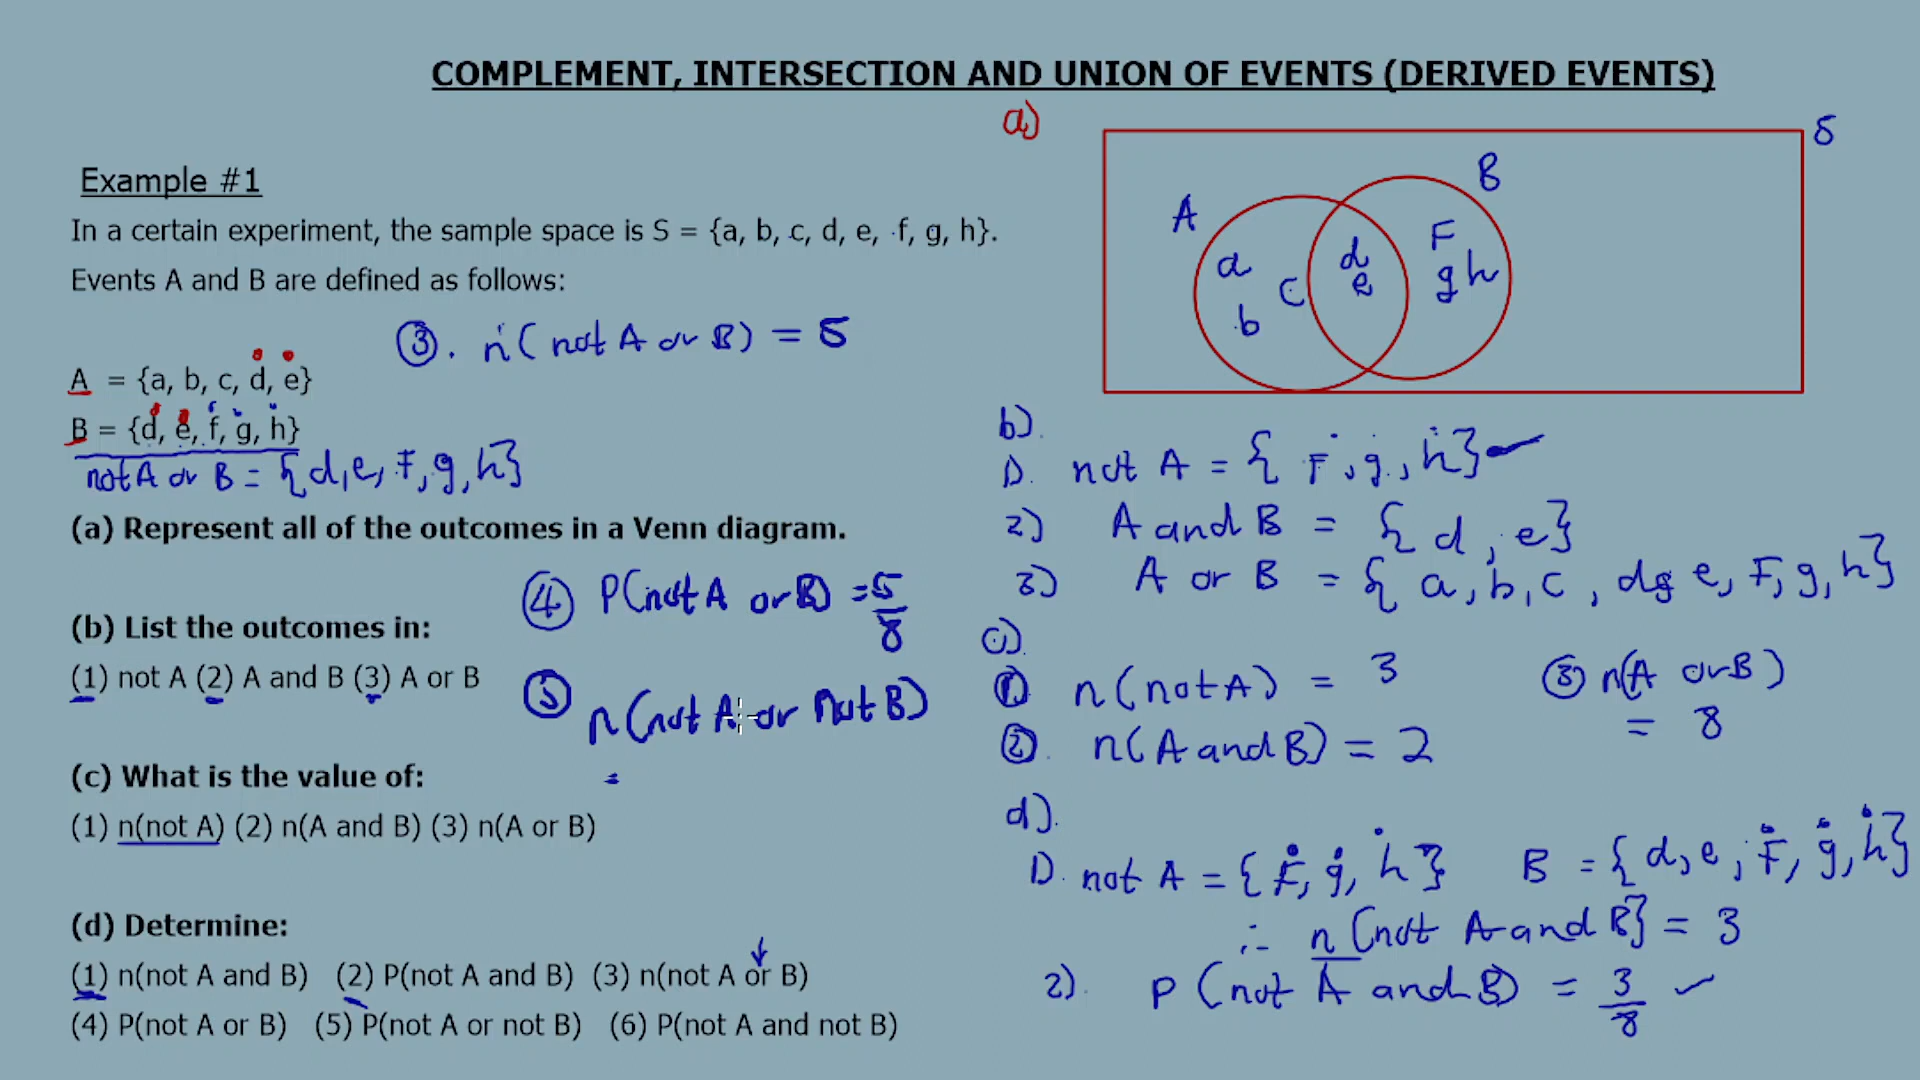 COMPLEMENT, INTERSECTION AND UNION OF EVENTS (DERIVED EVENTS)
a)
S
Example #1
In a certain experiment, the sample space is S = {a, b, c, d, e, f, g, h}.
Events A and B are defined as follows:
A
B
a
b
c
d
e
F
g h
③. n( not A or B) = 5
A = {a, b, c, d, e}
B = {d, e, f, g, h}
not A or B = {d, e, F, g, h}
(a) Represent all of the outcomes in a Venn diagram.
(b) List the outcomes in:
(1) not A (2) A and B (3) A or B
④ P(not A or B) = 5/8
⑤ n(not A or not B)
=
(c) What is the value of:
(1) n(not A) (2) n(A and B) (3) n(A or B)
(d) Determine:
(1) n(not A and B) (2) P(not A and B) (3) n(not A or B)
(4) P(not A or B) (5) P(not A or not B) (6) P(not A and not B)
b).
1). not A = { F, g, h}
2) A and B = { d, e}
3) A or B = { a, b, c, d, e, F, g, h}
c).
① n (not A) = 3
②. n( A and B) = 2
③ n(A or B)
= 8
d).
1). not A = {F, g, h} B = {d, e, F, g, h}
∴ n (not A and B} = 3
2). P (not A and B) = 3/8